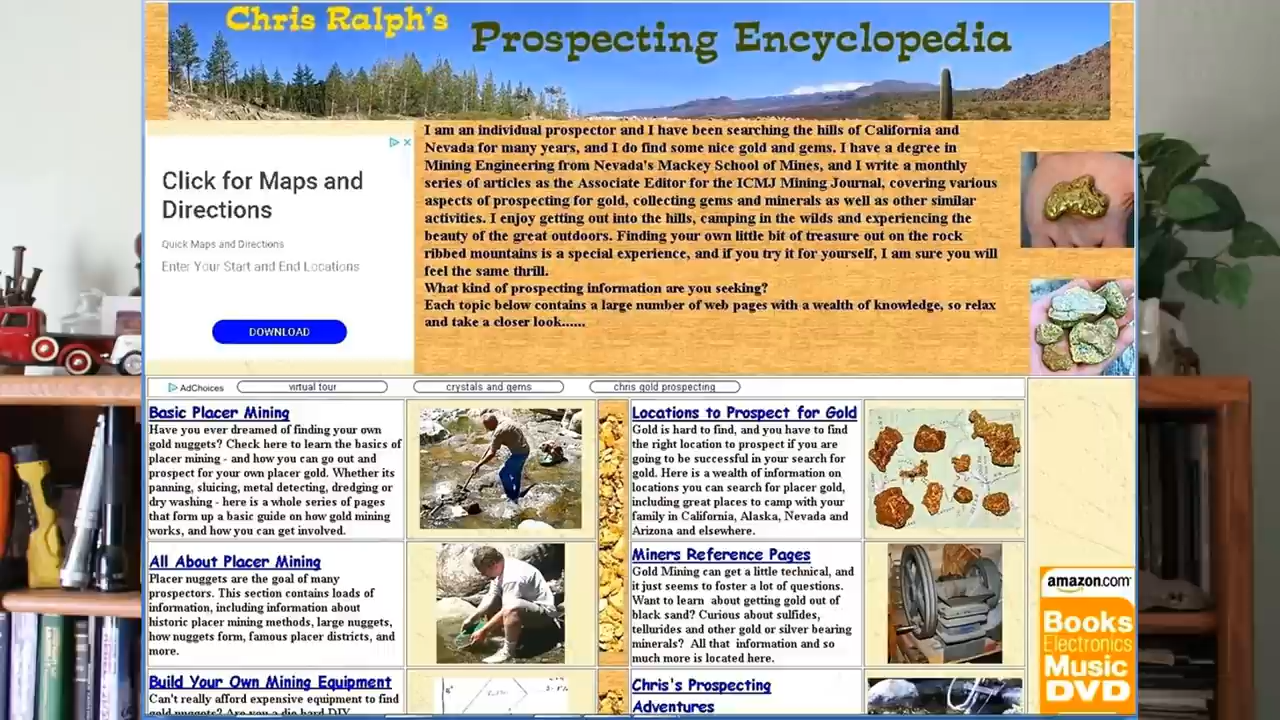 Chris Ralph's
Prospecting Encyclopedia
Click for Maps and
Directions
Quick Maps and Directions
Enter Your Start and End Locations
DOWNLOAD
I am an individual prospector and I have been searching the hills of California and
Nevada for many years, and I do find some nice gold and gems. I have a degree in
Mining Engineering from Nevada's Mackey School of Mines, and I write a monthly
series of articles as the Associate Editor for the ICMJ Mining Journal, covering various
aspects of prospecting for gold, collecting gems and minerals as well as other similar
activities. I enjoy getting out into the hills, camping in the wilds and experiencing the
beauty of the great outdoors. Finding your own little bit of treasure out on the rock
ribbed mountains is a special experience, and if you try it for yourself, I am sure you will
feel the same thrill.
What kind of prospecting information are you seeking?
Each topic below contains a large number of web pages with a wealth of knowledge, so relax
and take a closer look......
AdChoices
virtual tour
crystals and gems
chris gold prospecting
Basic Placer Mining
Have you ever dreamed of finding your own
gold nuggets? Check here to learn the basics of
placer mining - and how you can go out and
prospect for your own placer gold. Whether its
panning, sluicing, metal detecting, dredging or
dry washing - here is a whole series of pages
that form up a basic guide on how gold mining
works, and how you can get involved.
Locations to Prospect for Gold
Gold is hard to find, and you have to find
the right location to prospect if you are
going to be successful in your search for
gold. Here is a wealth of information on
locations you can search for placer gold,
including great places to camp with your
family in California, Alaska, Nevada and
Arizona and elsewhere.
All About Placer Mining
Placer nuggets are the goal of many
prospectors. This section contains loads of
information, including information about
historic placer mining methods, large nuggets,
how nuggets form, famous placer districts, and
more.
Miners Reference Pages
Gold Mining can get a little technical, and
it just seems to foster a lot of questions.
Want to learn about getting gold out of
black sand? Curious about sulfides,
tellurides and other gold or silver bearing
minerals? All that information and so
much more is located here.
Build Your Own Mining Equipment
Can't really afford expensive equipment to find
gold nuggets? Are you a die hard DIY
Chris's Prospecting
Adventures
amazon.com
Books
Electronics
Music
DVD